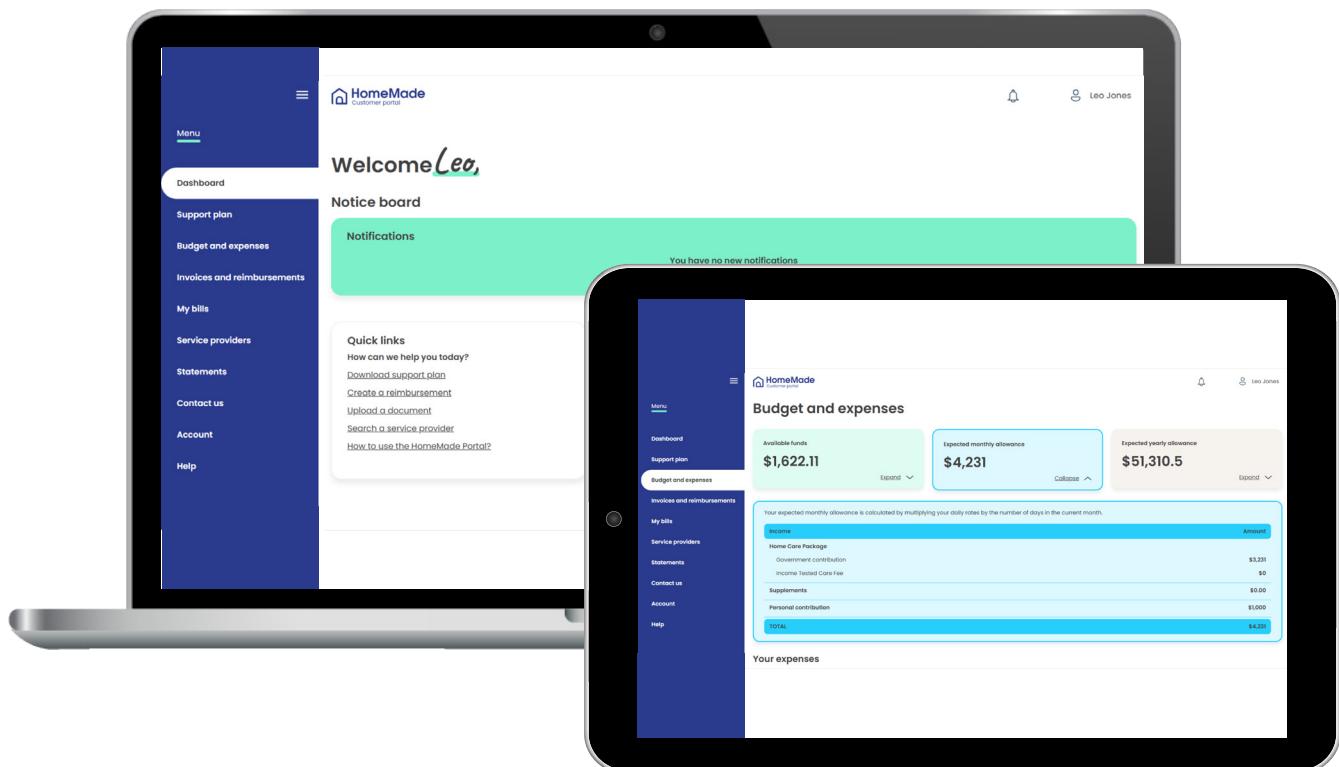 HomeMade
Customer portal
Leo Jones
Menu
Dashboard
Support plan
Budget and expenses
Invoices and reimbursements
My bills
Service providers
Statements
Contact us
Account
Help
Welcome Leo,
Notice board
Notifications
You have no new notifications
Quick links
How can we help you today?
Download support plan
Create a reimbursement
Upload a document
Search a service provider
How to use the HomeMade Portal?
HomeMade
Customer portal
Leo Jones
Menu
Dashboard
Support plan
Budget and expenses
Invoices and reimbursements
My bills
Service providers
Statements
Contact us
Account
Help
Budget and expenses
Available funds
$1,622.11
Expand
Expected monthly allowance
$4,231
Collapse
Expected yearly allowance
$51,310.5
Expand
Your expected monthly allowance is calculated by multiplying your daily rates by the number of days in the current month.
Income Amount
Home Care Package
Government contribution $3,231
Income Tested Care Fee $0
Supplements $0.00
Personal contribution $1,000
TOTAL $4,231
Your expenses